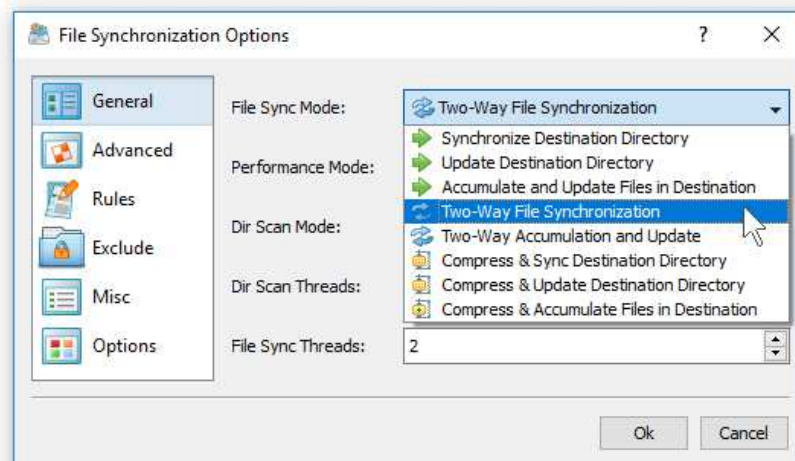 File Synchronization Options
?
General
Advanced
Rules
Exclude
Misc
Options
File Sync Mode:
Two-Way File Synchronization
Synchronize Destination Directory
Update Destination Directory
Accumulate and Update Files in Destination
Two-Way File Synchronization
Two-Way Accumulation and Update
Compress & Sync Destination Directory
Compress & Update Destination Directory
Compress & Accumulate Files in Destination
Performance Mode:
Dir Scan Mode:
Dir Scan Threads:
File Sync Threads:
2
Ok
Cancel